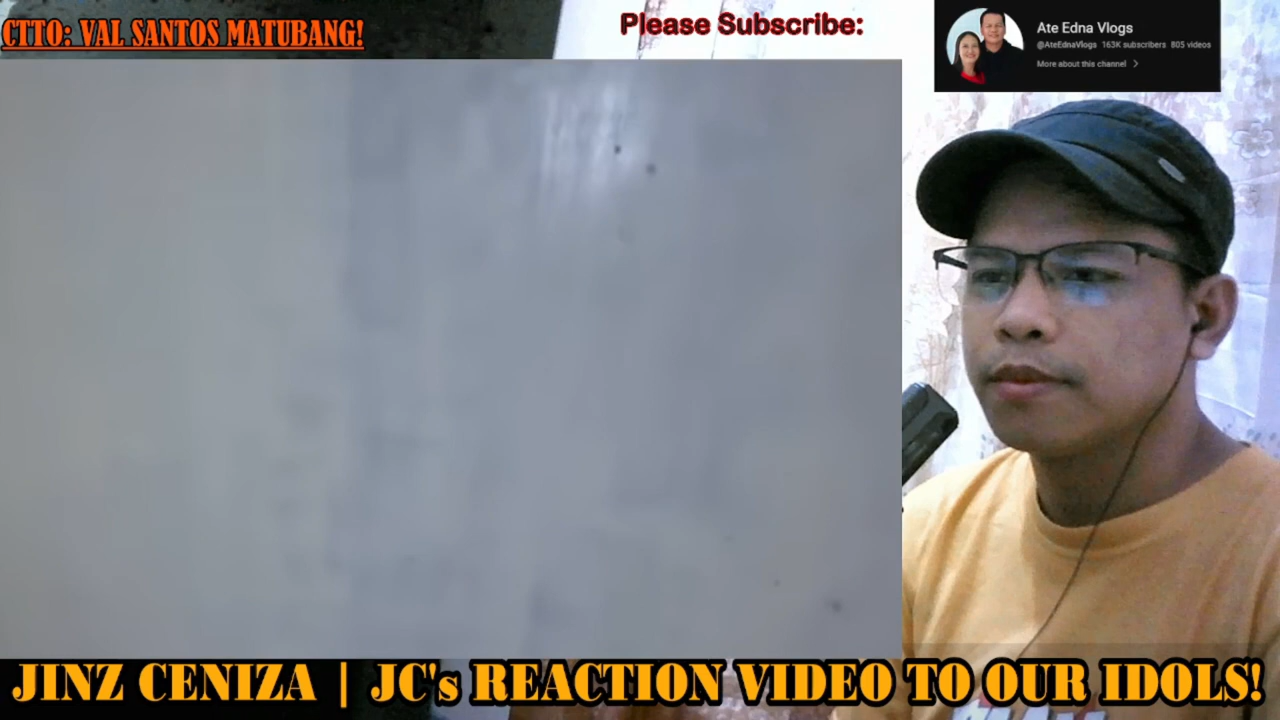 CTTO: VAL SANTOS MATUBANG!
Please Subscribe:
Ate Edna Vlogs
@AteEdnaVlogs 163K subscribers 805 videos
More about this channel
JINZ CENIZA | JC's REACTION VIDEO TO OUR IDOLS!